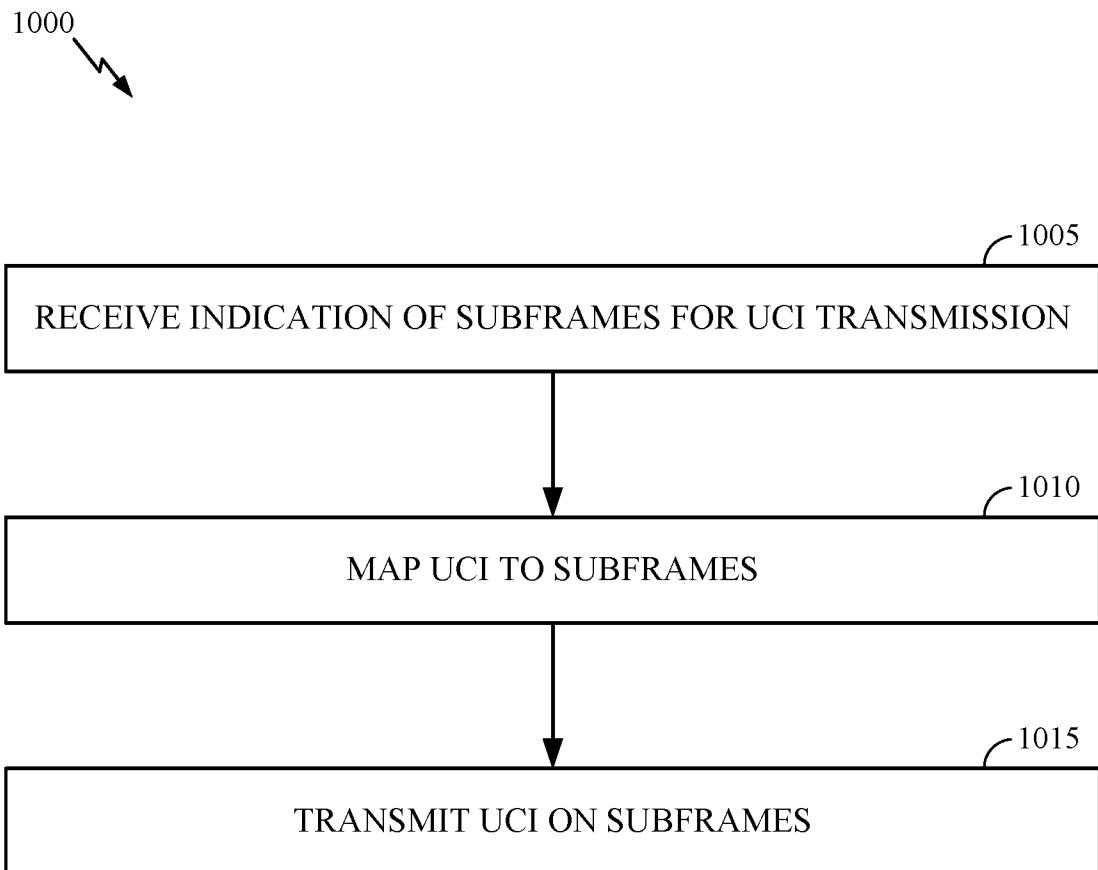 1000
1005
RECEIVE INDICATION OF SUBFRAMES FOR UCI TRANSMISSION
1010
MAP UCI TO SUBFRAMES
1015
TRANSMIT UCI ON SUBFRAMES